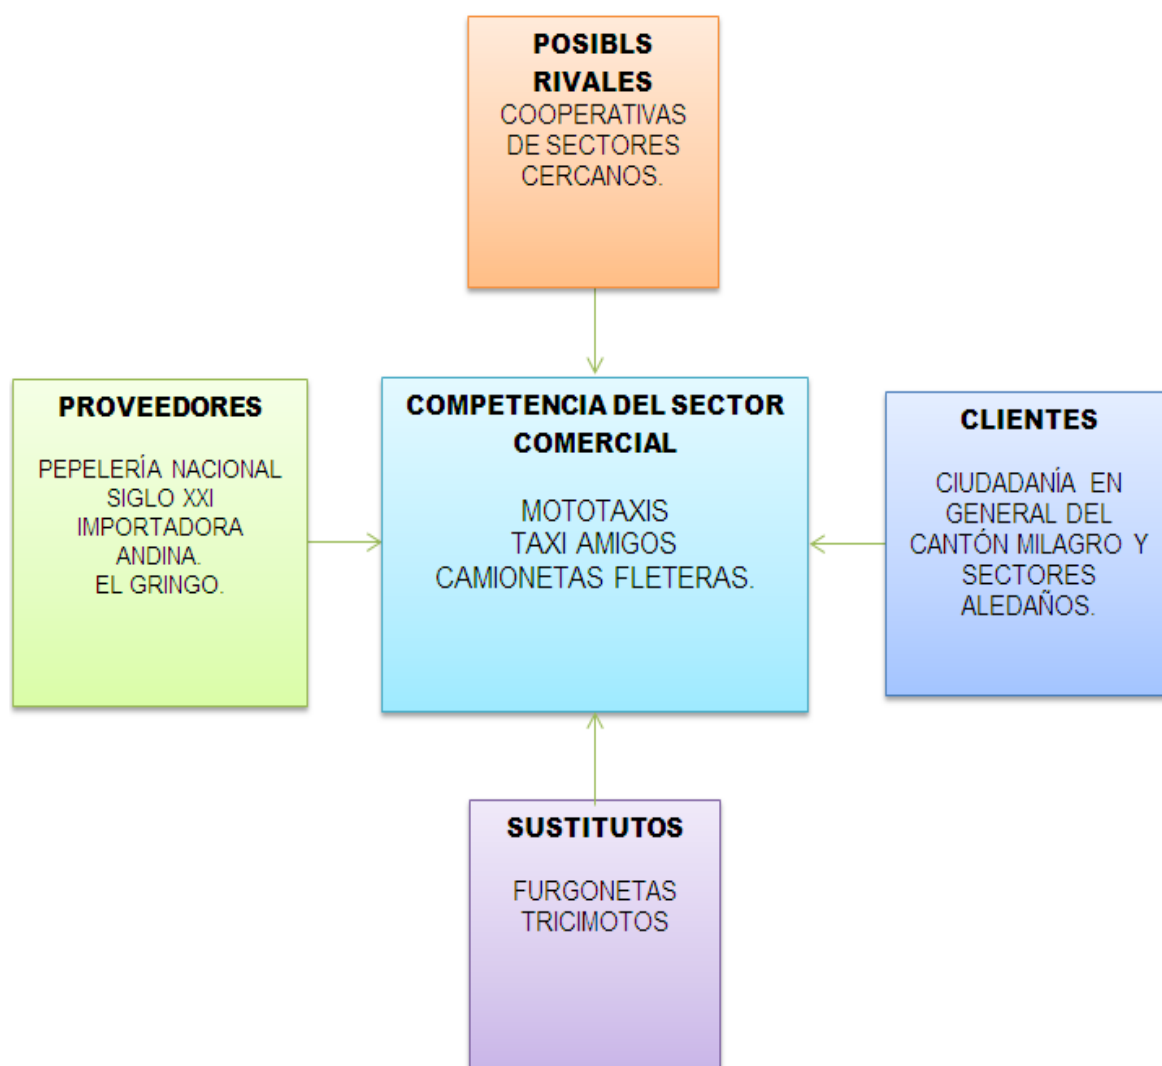 POSIBLS
RIVALES
COOPERATIVAS
DE SECTORES
CERCANOS.
PROVEEDORES
PEPELERÍA NACIONAL
SIGLO XXI
IMPORTADORA
ANDINA.
EL GRINGO.
COMPETENCIA DEL SECTOR
COMERCIAL
MOTOTAXIS
TAXI AMIGOS
CAMIONETAS FLETERAS.
CLIENTES
CIUDADANÍA EN
GENERAL DEL
CANTÓN MILAGRO Y
SECTORES
ALEDAÑOS.
SUSTITUTOS
FURGONETAS
TRICIMOTOS